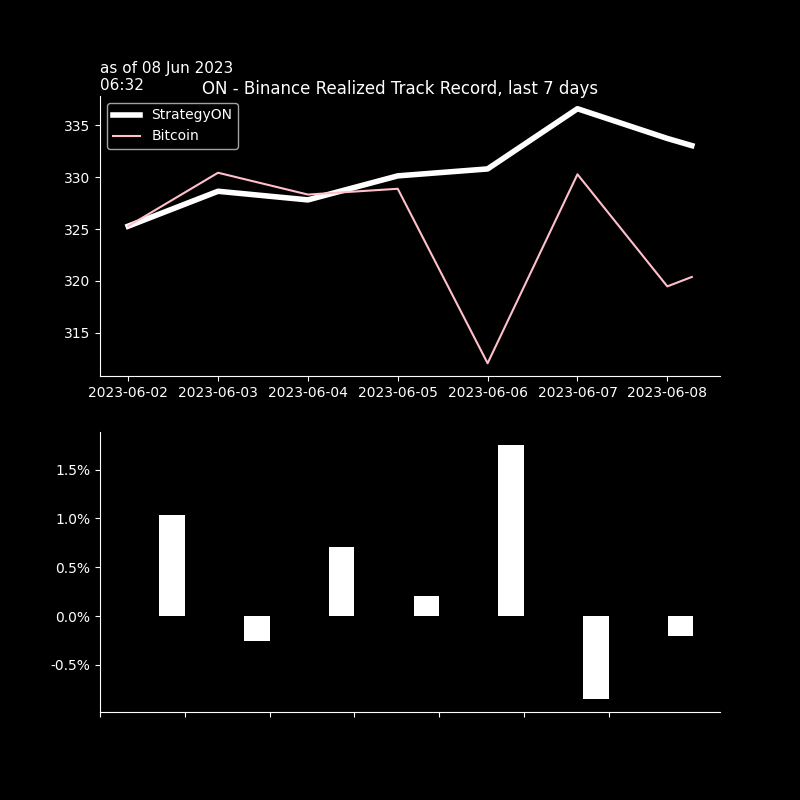 as of 08 Jun 2023
06:32
ON - Binance Realized Track Record, last 7 days
StrategyON
Bitcoin
335
330
325
320
315
2023-06-02 2023-06-03 2023-06-04 2023-06-05 2023-06-06 2023-06-07 2023-06-08
1.5%
1.0%
0.5%
0.0%
-0.5%